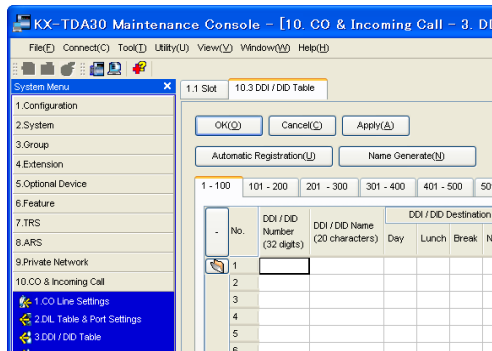 KX-TDA30 Maintenance Console - [10. CO & Incoming Call - 3. D
File(F) Connect(C) Tool(T) Utility(U) View(V) Window(W) Help(H)
System Menu X
1.1 Slot 10.3 DDI / DID Table
1.Configuration
2.System
3.Group
4.Extension
5.Optional Device
6.Feature
7.TRS
8.ARS
9.Private Network
10.CO & Incoming Call
1.CO Line Settings
2.DIL Table & Port Settings
3.DDI / DID Table
OK(O) Cancel(C) Apply(A)
Automatic Registration(U) Name Generate(N)
1 - 100 101 - 200 201 - 300 301 - 400 401 - 500 50
- No. DDI / DID Number (32 digits) DDI / DID Name (20 characters) DDI / DID Destination
Day Lunch Break N
1
2
3
4
5
6